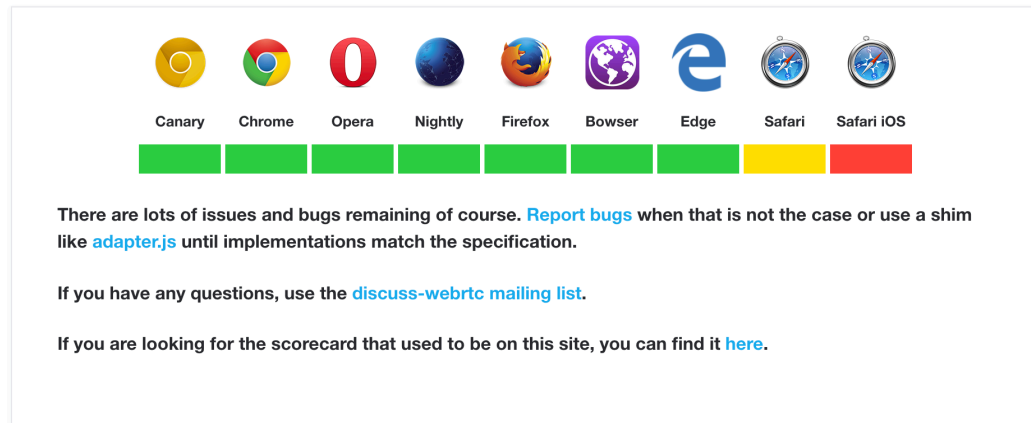 Canary Chrome Opera Nightly Firefox Bowser Edge Safari Safari iOS
There are lots of issues and bugs remaining of course. Report bugs when that is not the case or use a shim
like adapter.js until implementations match the specification.
If you have any questions, use the discuss-webrtc mailing list.
If you are looking for the scorecard that used to be on this site, you can find it here.